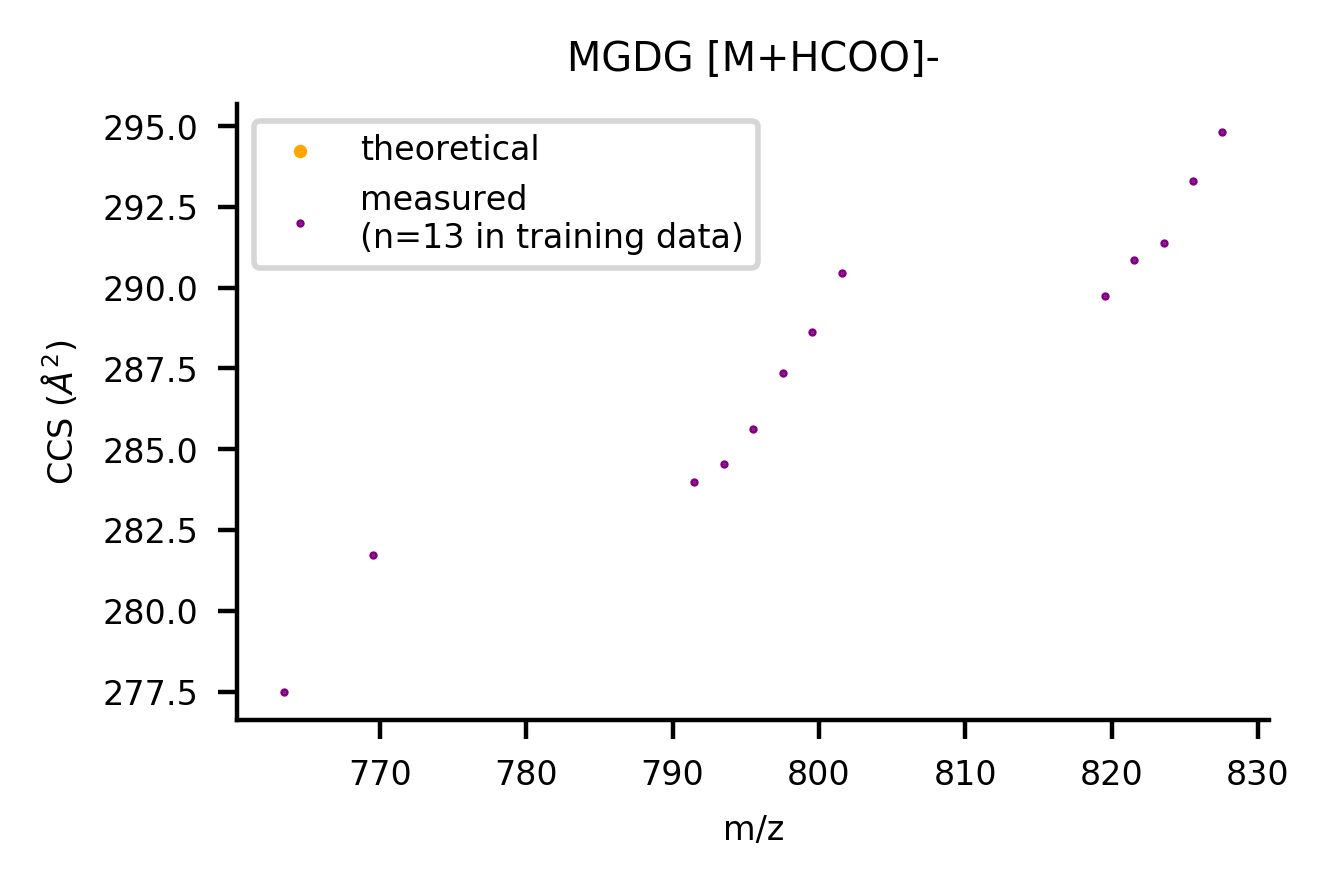 MGDG [M+HCOO]-
theoretical
measured
(n=13 in training data)
295.0
292.5
290.0
287.5
285.0
282.5
280.0
277.5
CCS (Å²)
770 780 790 800 810 820 830
m/z